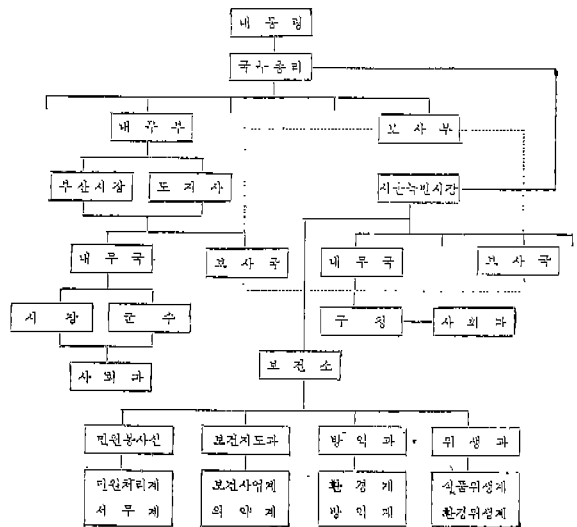 대 통 령
국 무 총 리
내 무 부
보 사 부
부 산 시 장
도 지 사
서울특별시장
내 무 국
보 사 국
내 무 국
보 사 국
시 장
군 수
구 청
사 회 과
사 회 과
보 건 소
민원봉사실
보건지도과
방 역 과
위 생 과
민원처리계
보건사업계
환 경 계
식품위생계
서 무 계
의 약 계
방 역 계
환경위생계